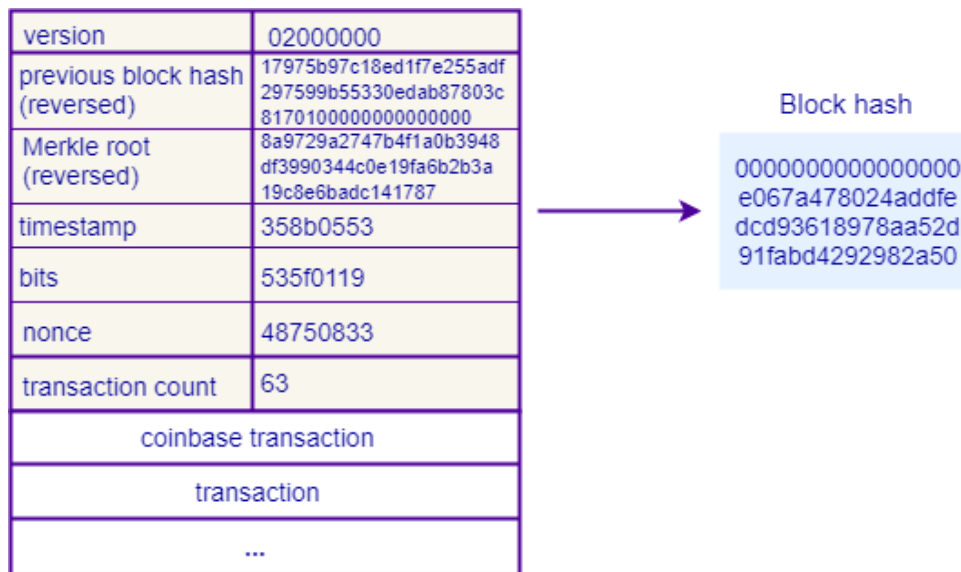 version 02000000
previous block hash (reversed)
17975b97c18ed1f7e255adf
297599b55330edab87803c
81701000000000000000
Merkle root (reversed)
8a9729a2747b4f1a0b3948
df3990344c0e19fa6b2b3a
19c8e6badc141787
timestamp 358b0553
bits 535f0119
nonce 48750833
transaction count 63
coinbase transaction
transaction
...
Block hash
0000000000000000
e067a478024addfe
dcd93618978aa52d
91fabd4292982a50